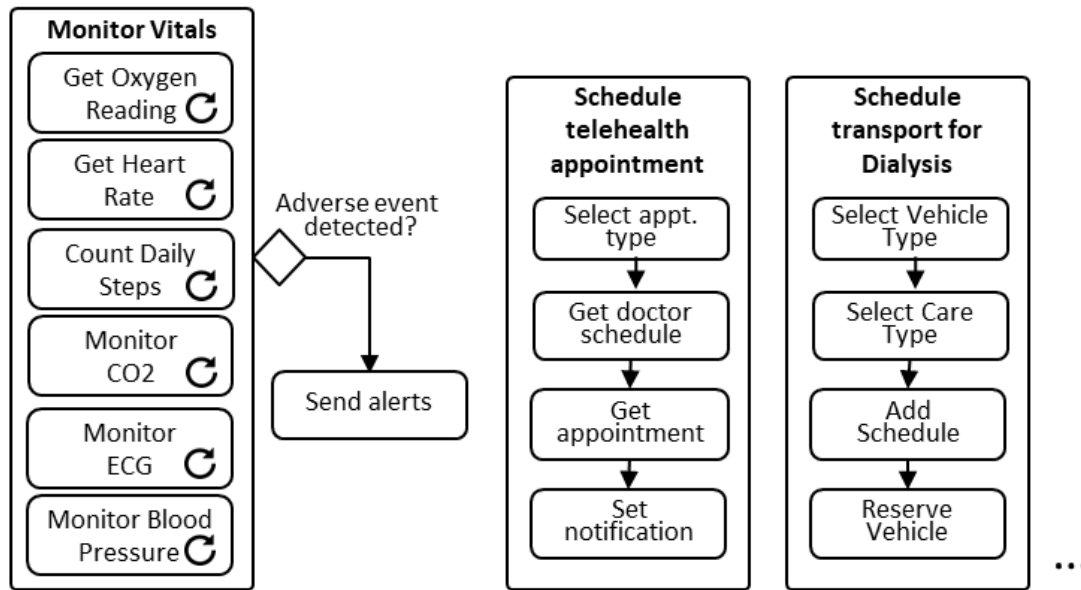 Monitor Vitals
Get Oxygen
Reading
Get Heart
Rate
Count Daily
Steps
Monitor
CO2
Monitor
ECG
Monitor Blood
Pressure
Adverse event
detected?
Send alerts
Schedule
telehealth
appointment
Select appt.
type
Get doctor
schedule
Get
appointment
Set
notification
Schedule
transport for
Dialysis
Select Vehicle
Type
Select Care
Type
Add
Schedule
Reserve
Vehicle
...